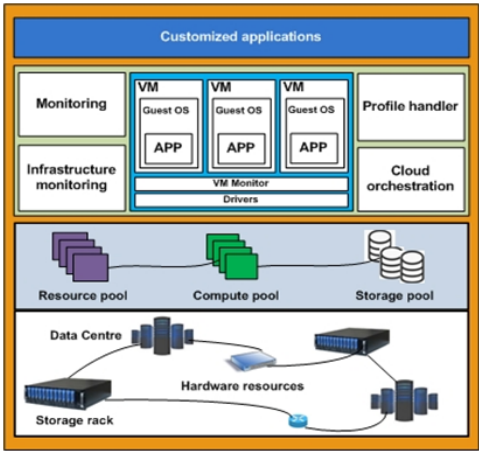 Customized applications
Monitoring
Infrastructure
monitoring
VM
VM
VM
Guest OS
Guest OS
Guest OS
APP
APP
APP
VM Monitor
Drivers
Profile handler
Cloud
orchestration
Resource pool
Compute pool
Storage pool
Data Centre
Hardware resources
Storage rack